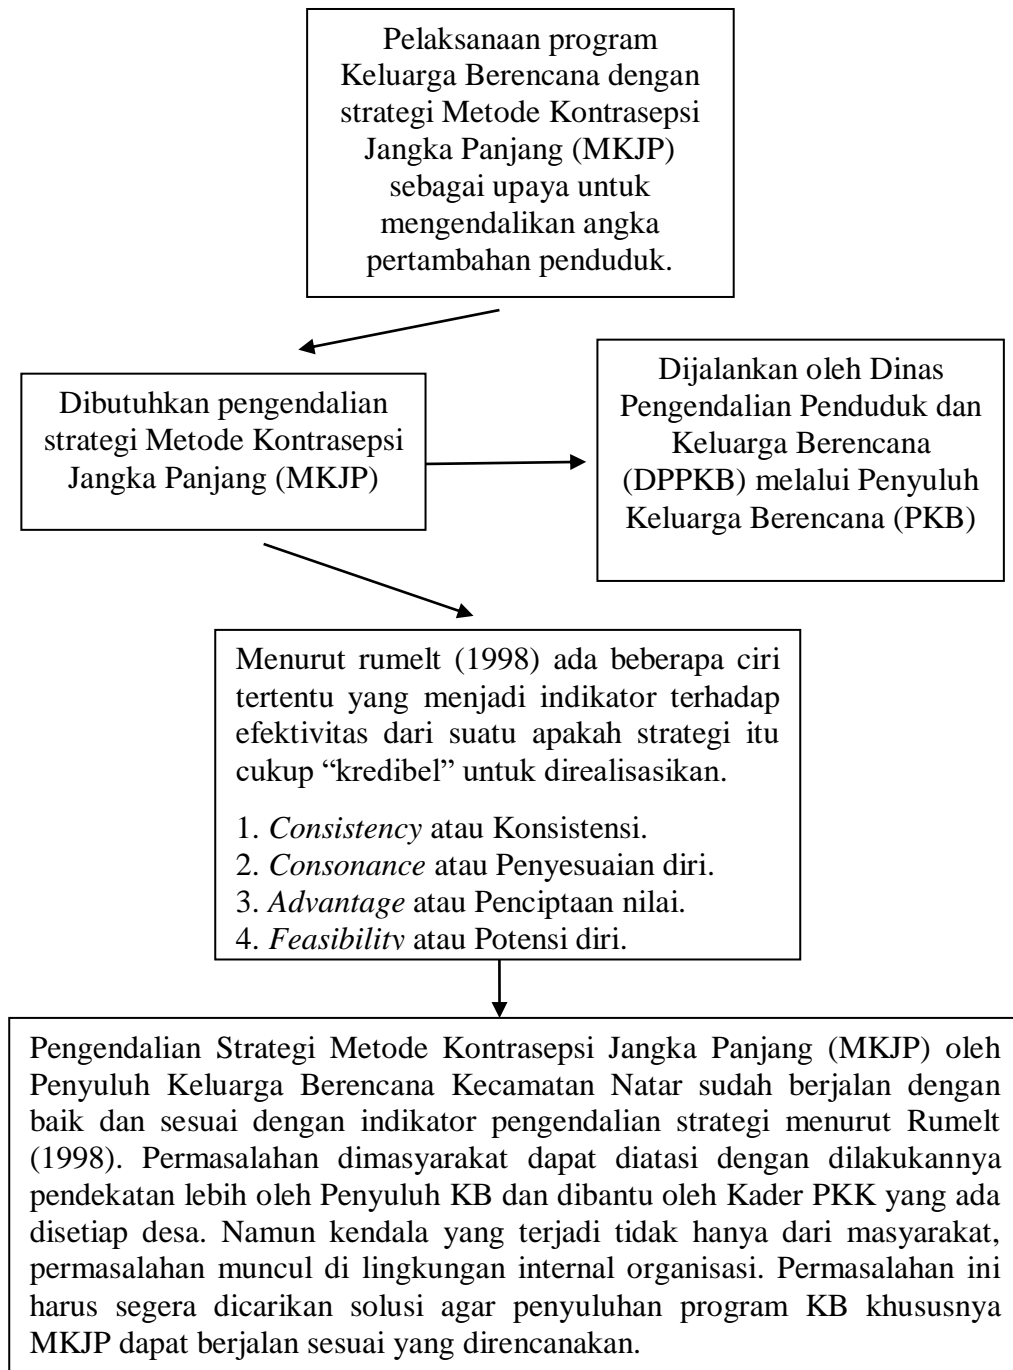 Pelaksanaan program
Keluarga Berencana dengan
strategi Metode Kontrasepsi
Jangka Panjang (MKJP)
sebagai upaya untuk
mengendalikan angka
pertambahan penduduk.
Dibutuhkan pengendalian
strategi Metode Kontrasepsi
Jangka Panjang (MKJP)
Dijalankan oleh Dinas
Pengendalian Penduduk dan
Keluarga Berencana
(DPPKB) melalui Penyuluh
Keluarga Berencana (PKB)
Menurut rumelt (1998) ada beberapa ciri
tertentu yang menjadi indikator terhadap
efektivitas dari suatu apakah strategi itu
cukup “kredibel” untuk direalisasikan.
1. Consistency atau Konsistensi.
2. Consonance atau Penyesuaian diri.
3. Advantage atau Penciptaan nilai.
4. Feasibility atau Potensi diri.
Pengendalian Strategi Metode Kontrasepsi Jangka Panjang (MKJP) oleh
Penyuluh Keluarga Berencana Kecamatan Natar sudah berjalan dengan
baik dan sesuai dengan indikator pengendalian strategi menurut Rumelt
(1998). Permasalahan dimasyarakat dapat diatasi dengan dilakukannya
pendekatan lebih oleh Penyuluh KB dan dibantu oleh Kader PKK yang ada
disetiap desa. Namun kendala yang terjadi tidak hanya dari masyarakat,
permasalahan muncul di lingkungan internal organisasi. Permasalahan ini
harus segera dicarikan solusi agar penyuluhan program KB khususnya
MKJP dapat berjalan sesuai yang direncanakan.